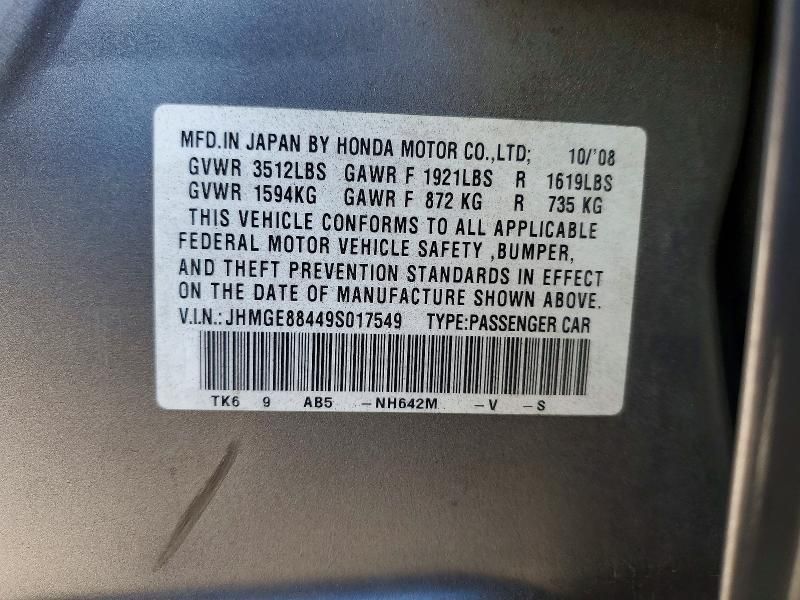 MFD.IN JAPAN BY HONDA MOTOR CO.,LTD; 10/'08
GVWR 3512LBS GAWR F 1921LBS R 1619LBS
GVWR 1594KG GAWR F 872 KG R 735 KG
THIS VEHICLE CONFORMS TO ALL APPLICABLE
FEDERAL MOTOR VEHICLE SAFETY ,BUMPER,
AND THEFT PREVENTION STANDARDS IN EFFECT
ON THE DATE OF MANUFACTURE SHOWN ABOVE.
V.I.N.: JHMGE88449S017549 TYPE:PASSENGER CAR
TK6 9 AB5 -NH642M -V -S